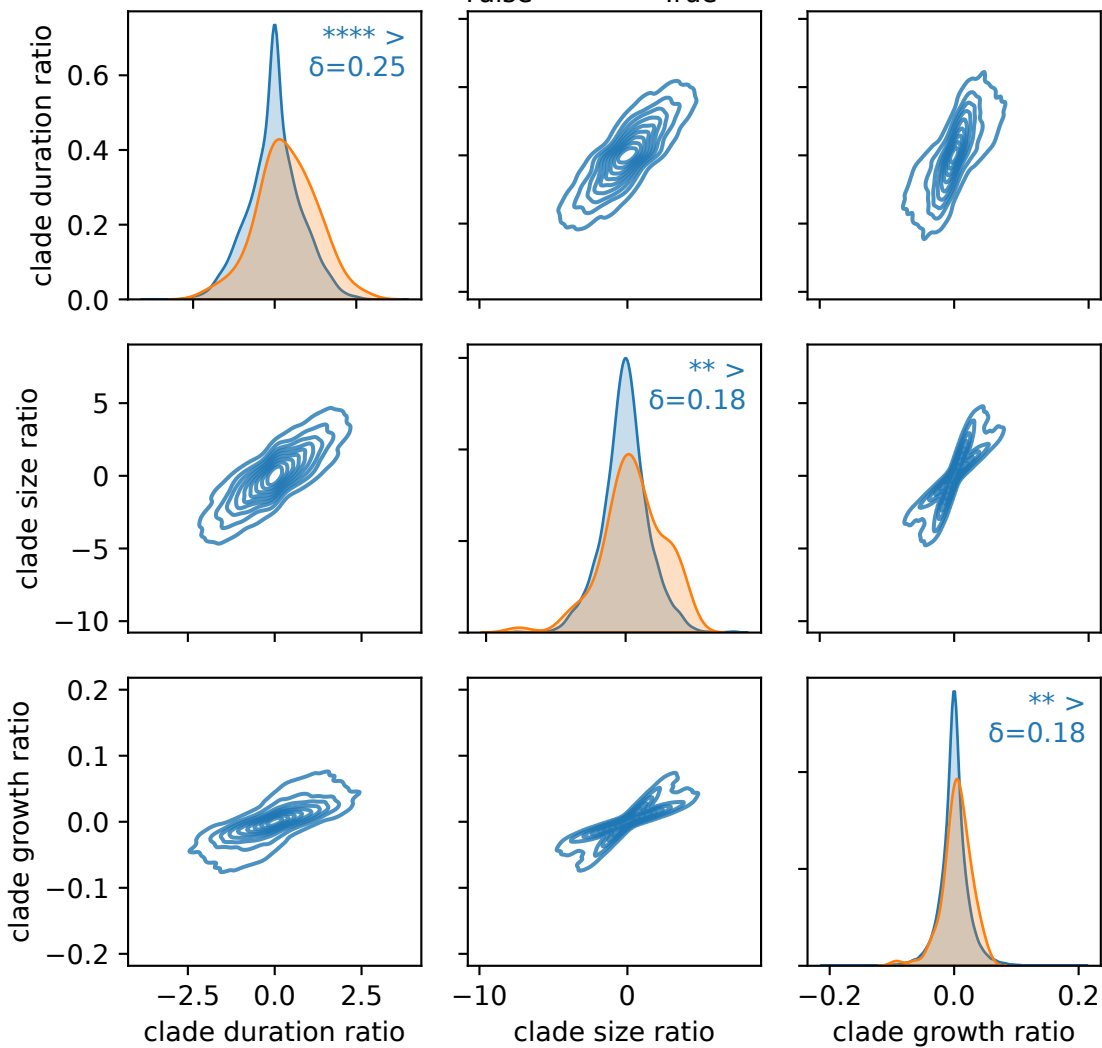 True
clade duration ratio
0.6
0.4
0.2
0.0
**** >
δ=0.25
clade size ratio
5
0
−5
−10
** >
δ=0.18
clade growth ratio
0.2
0.1
0.0
−0.1
−0.2
** >
δ=0.18
−2.5 0.0 2.5
−10 0
−0.2 0.0 0.2
clade duration ratio
clade size ratio
clade growth ratio